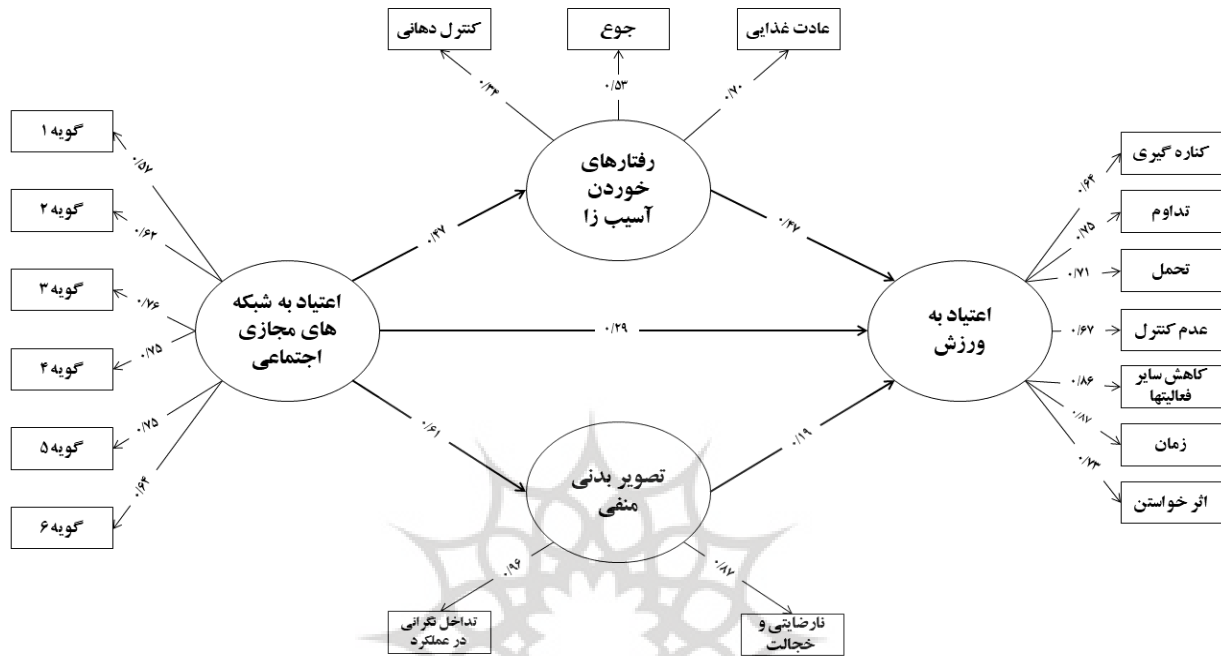 کنترل دهانی
جوع
عادت غذایی
۰/۳۴
۰/۵۳
۰/۷۰
رفتارهای
خوردن
آسیب زا
گویه ۱
گویه ۲
گویه ۳
گویه ۴
گویه ۵
گویه ۶
۰/۵۷
۰/۶۲
۰/۷۶
۰/۷۵
۰/۷۵
۰/۶۴
اعتیاد به شبکه
های مجازی
اجتماعی
۰/۴۷
۰/۴۷
۰/۲۹
۰/۶۱
۰/۱۹
اعتیاد به
ورزش
۰/۶۴
۰/۷۵
۰/۷۱
۰/۶۷
۰/۸۶
۰/۸۷
۰/۷۳
کناره گیری
تداوم
تحمل
عدم کنترل
کاهش سایر
فعالیتها
زمان
اثر خواستن
تصویر بدنی
منفی
۰/۹۶
۰/۸۷
تداخل نگرانی
در عملکرد
نارضایتی و
خجالت